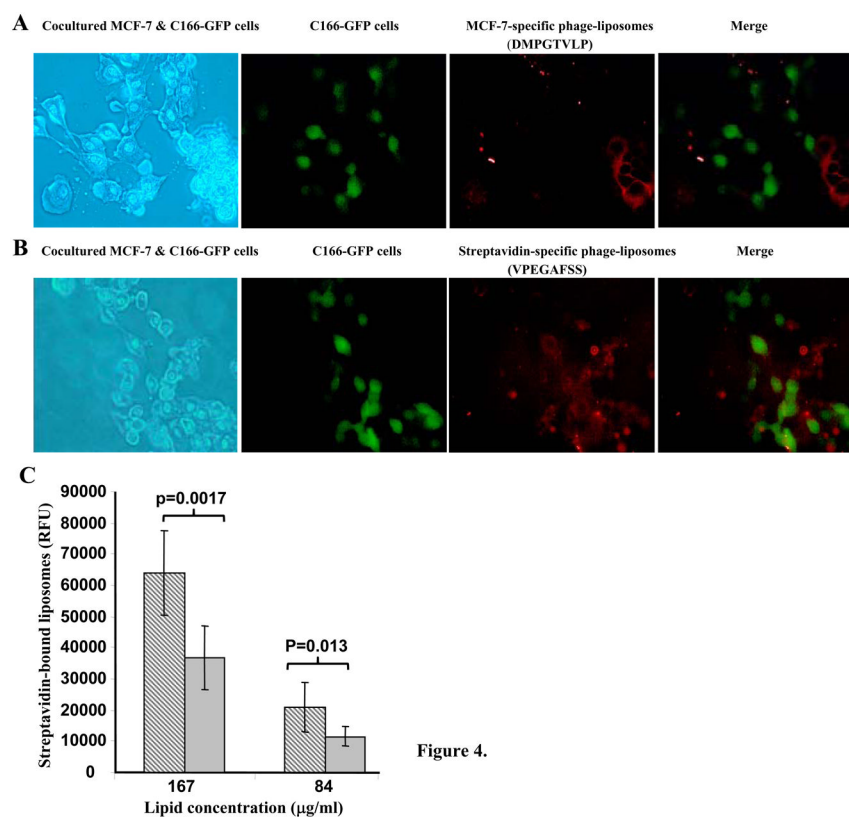 A
Cocultured MCF-7 & C166-GFP cells
C166-GFP cells
MCF-7-specific phage-liposomes
(DMPGTVLP)
Merge
B
Cocultured MCF-7 & C166-GFP cells
C166-GFP cells
Streptavidin-specific phage-liposomes
(VPEGAFSS)
Merge
C
Streptavidin-bound liposomes (RFU)
90000
80000
70000
60000
50000
40000
30000
20000
10000
0
p=0.0017
P=0.013
167
84
Lipid concentration (µg/ml)
Figure 4.